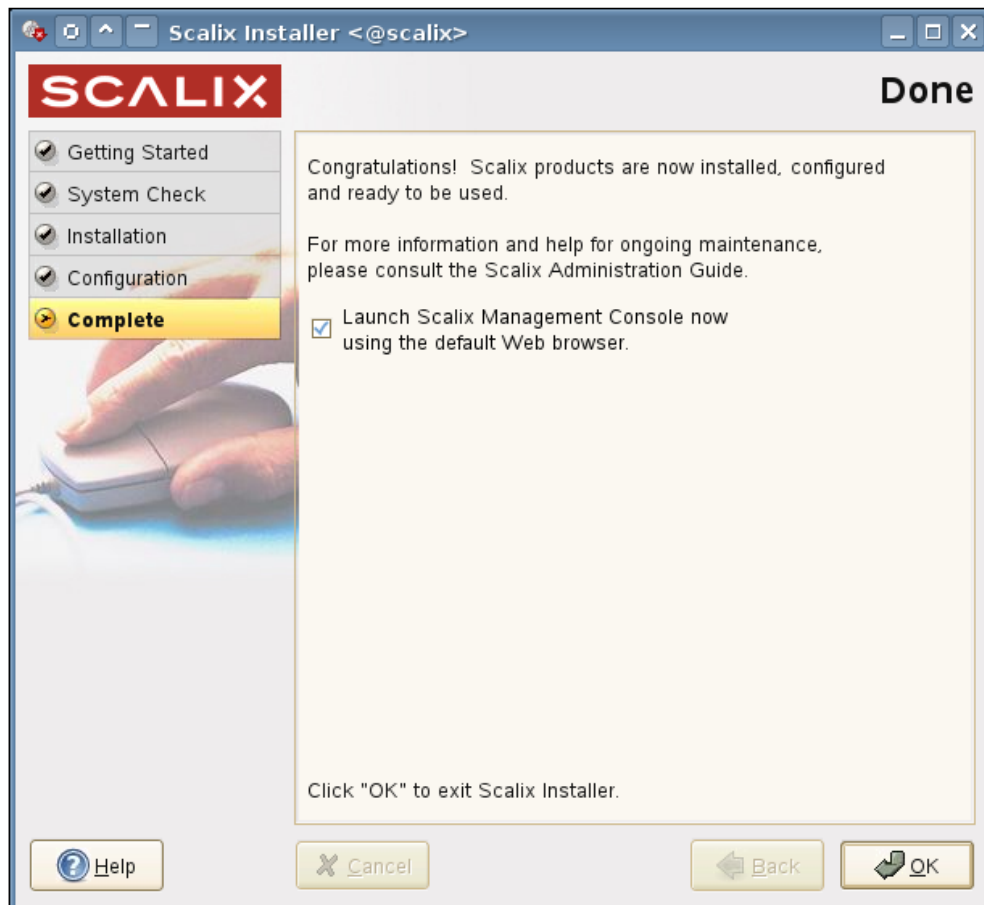 Scalix Installer <@scalix>
SCALIX
Done
Getting Started
System Check
Installation
Configuration
Complete
Congratulations!  Scalix products are now installed, configured
and ready to be used.
For more information and help for ongoing maintenance,
please consult the Scalix Administration Guide.
Launch Scalix Management Console now
using the default Web browser.
Click "OK" to exit Scalix Installer.
Help
Cancel
Back
OK